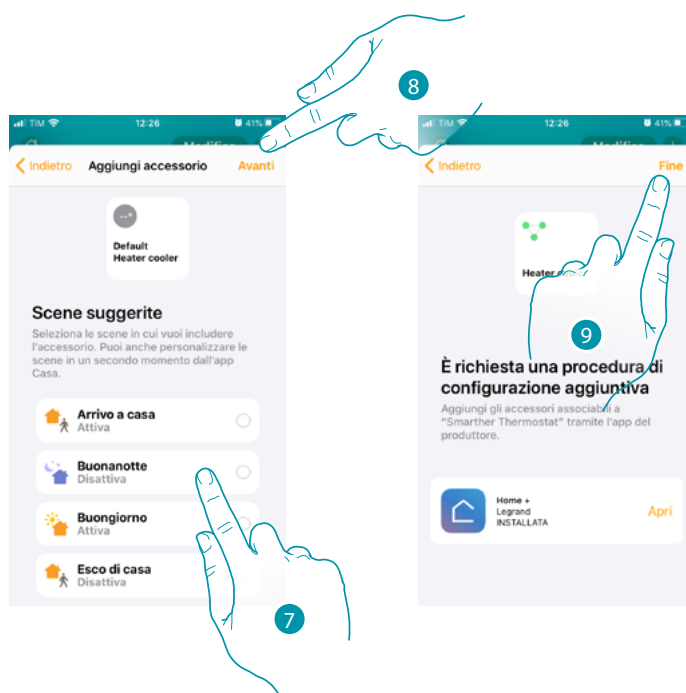 8
TIM 12:26 41%
Indietro Aggiungi accessorio Avanti
Default
Heater cooler
Scene suggerite
Seleziona le scene in cui vuoi includere
l'accessorio. Puoi anche personalizzare le
scene in un secondo momento dall'app
Casa.
Arrivo a casa
Attiva
Buonanotte
Disattiva
Buongiorno
Attiva
Esco di casa
Disattiva
7
TIM 12:26 41%
Indietro Fine
Heater
9
È richiesta una procedura di
configurazione aggiuntiva
Aggiungi gli accessori associabili a
"Smarther Thermostat" tramite l'app del
produttore.
Home +
Legrand
INSTALLATA
Apri